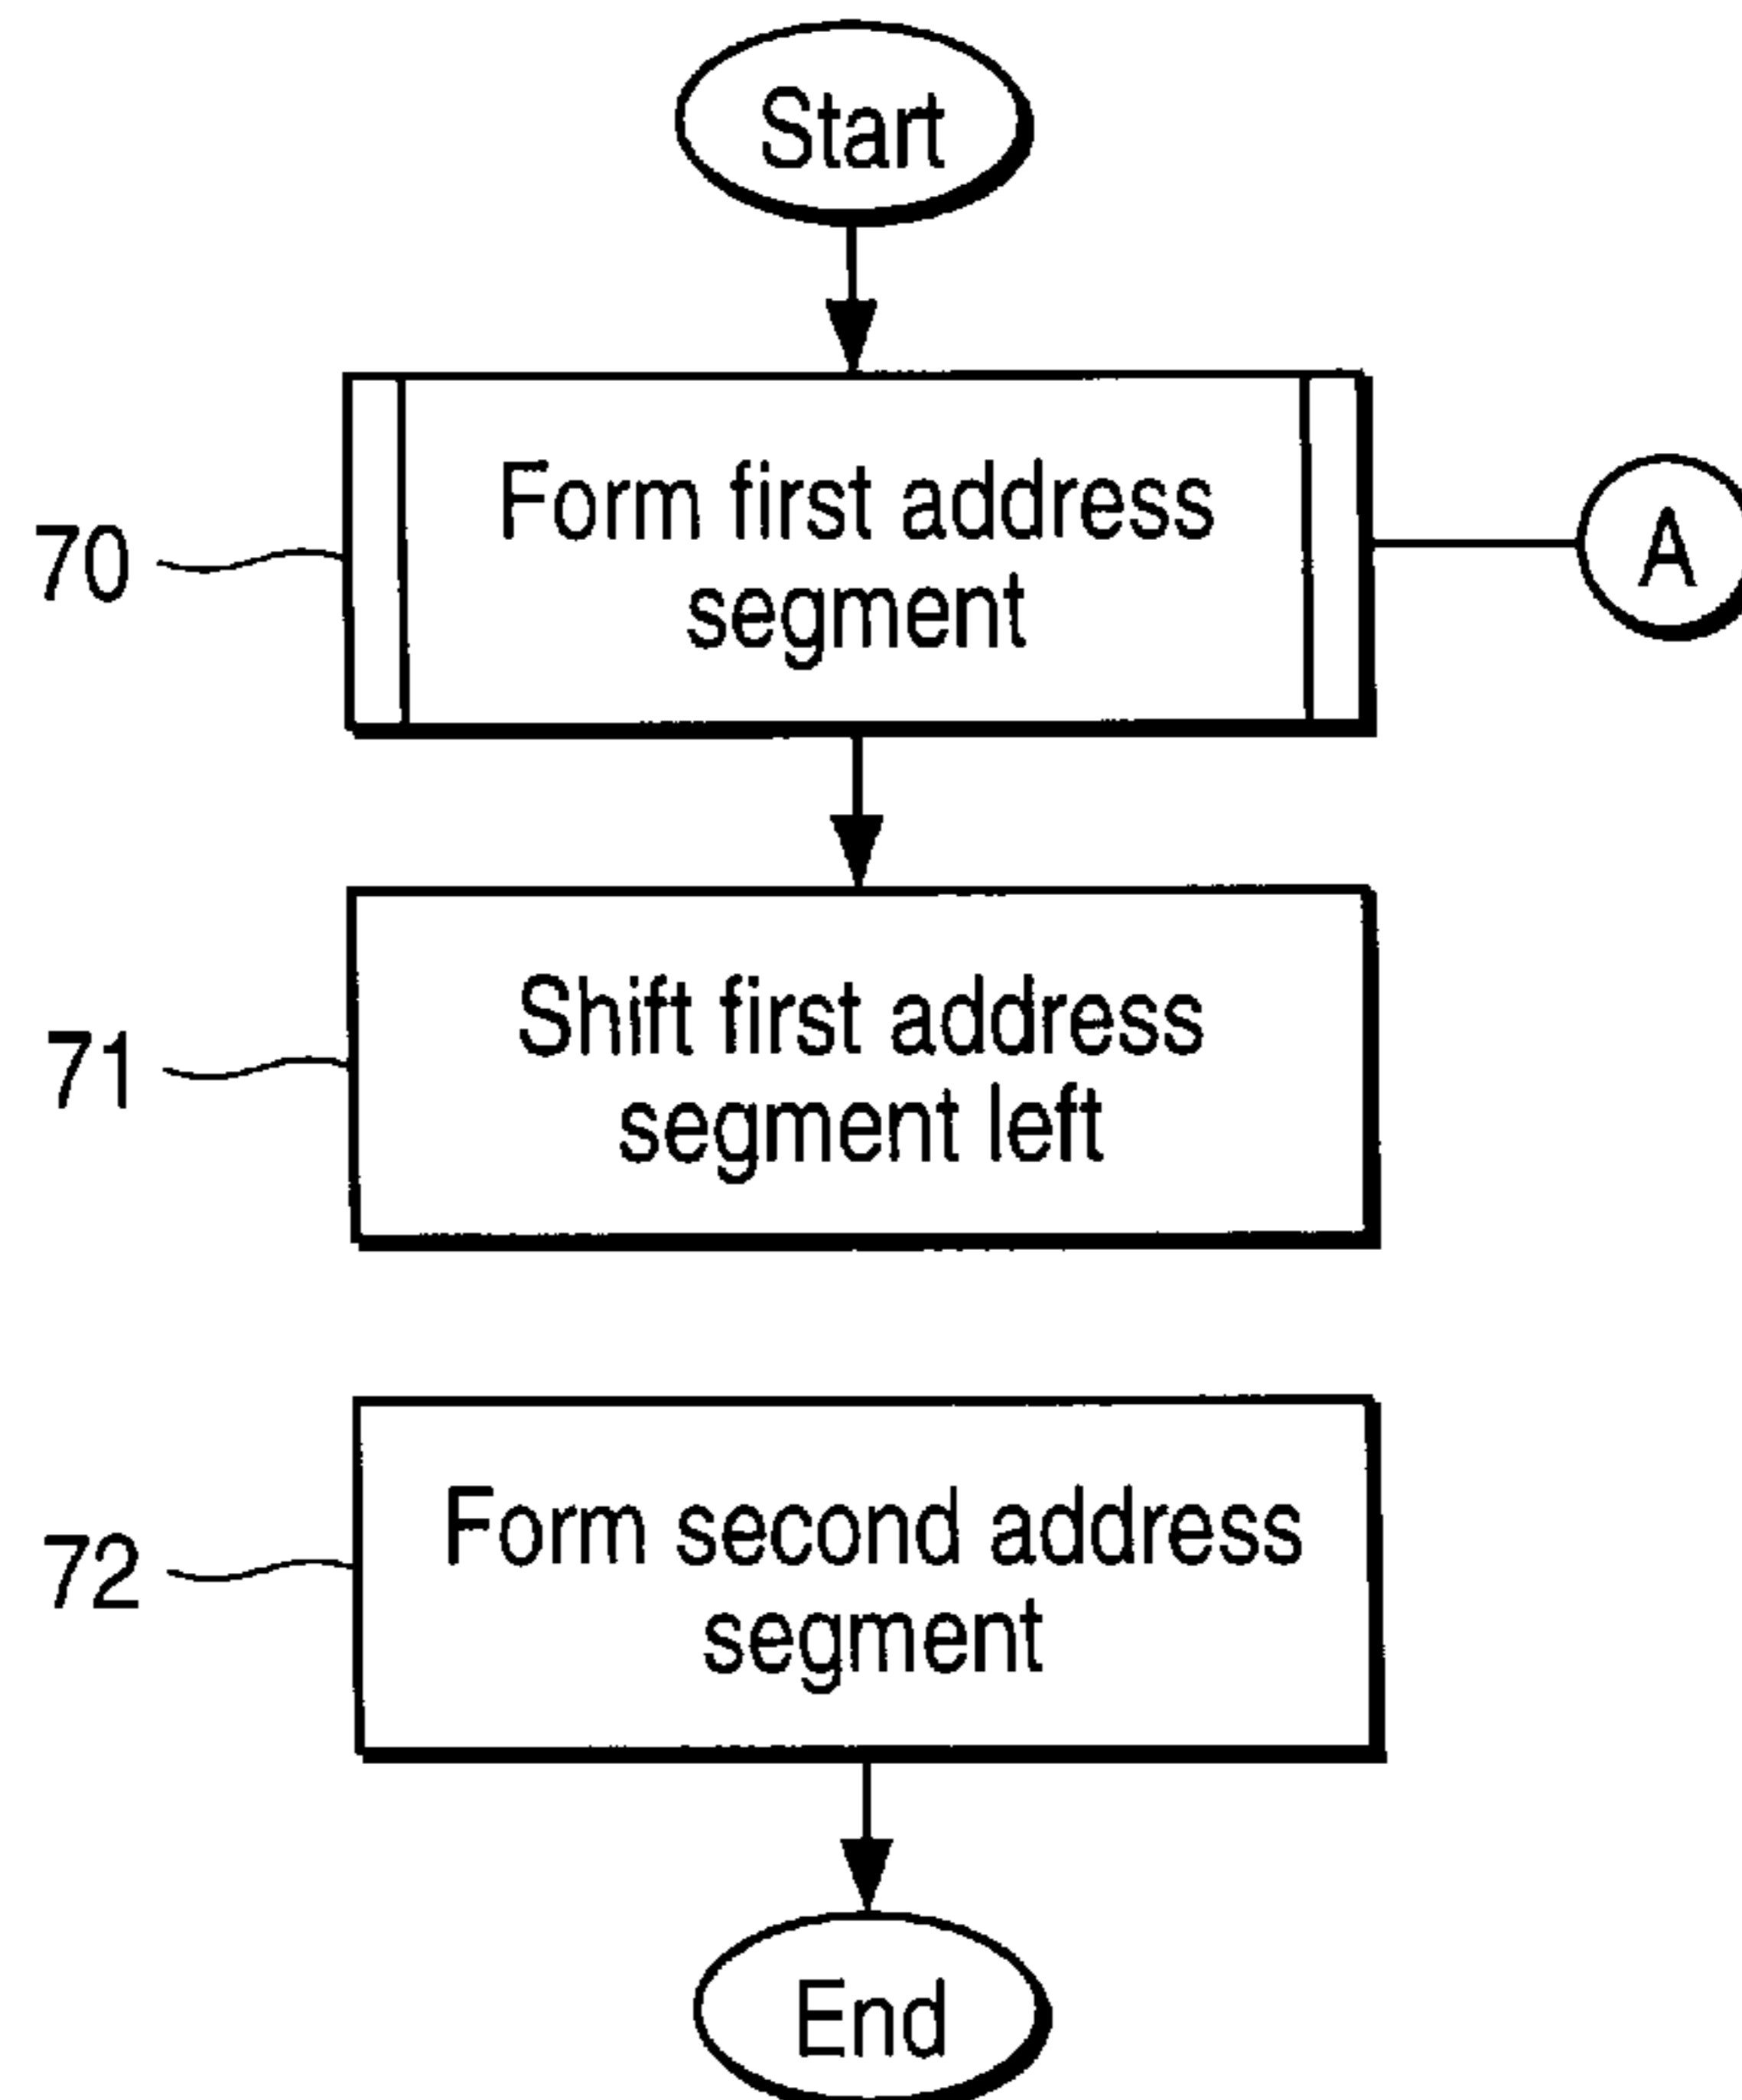 Start
70
Form first address
segment
A
71
Shift first address
segment left
72
Form second address
segment
End